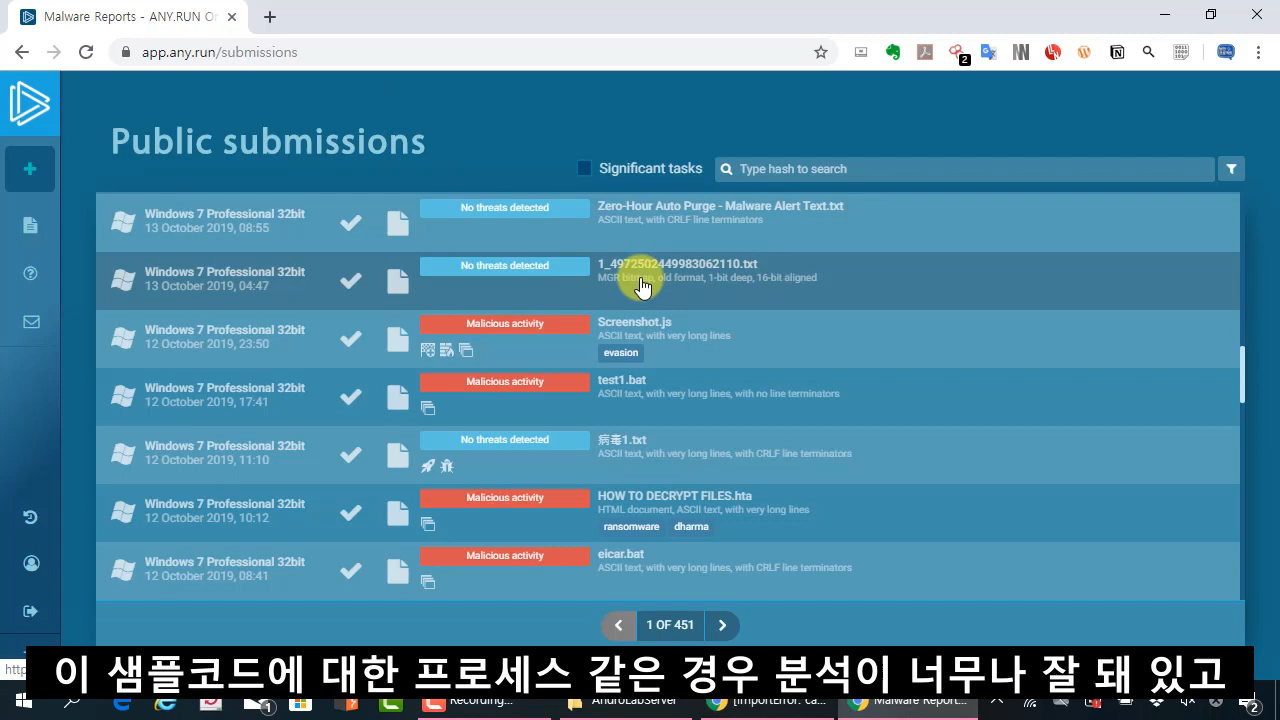 Malware Reports - ANY.RUN
app.any.run/submissions
2
Public submissions
Significant tasks
Type hash to search
Windows 7 Professional 32bit
13 October 2019, 08:55
No threats detected
Zero-Hour Auto Purge - Malware Alert Text.txt
ASCII text, with CRLF line terminators
Windows 7 Professional 32bit
13 October 2019, 04:47
No threats detected
1_4972502449983062110.txt
MGR bitmap, old format, 1-bit deep, 16-bit aligned
Windows 7 Professional 32bit
12 October 2019, 23:50
Malicious activity
Screenshot.js
ASCII text, with very long lines
evasion
Windows 7 Professional 32bit
12 October 2019, 17:41
Malicious activity
test1.bat
ASCII text, with very long lines, with no line terminators
Windows 7 Professional 32bit
12 October 2019, 11:10
No threats detected
病毒1.txt
ASCII text, with very long lines, with CRLF line terminators
Windows 7 Professional 32bit
12 October 2019, 10:12
Malicious activity
HOW TO DECRYPT FILES.hta
HTML document, ASCII text, with very long lines
ransomware dharma
Windows 7 Professional 32bit
12 October 2019, 08:41
Malicious activity
eicar.bat
ASCII text, with very long lines, with CRLF line terminators
1 OF 451
이 샘플코드에 대한 프로세스 같은 경우 분석이 너무나 잘 돼 있고
1
Recording...
AndroLabServer
[ImportError: ca...
Malware Report...
2